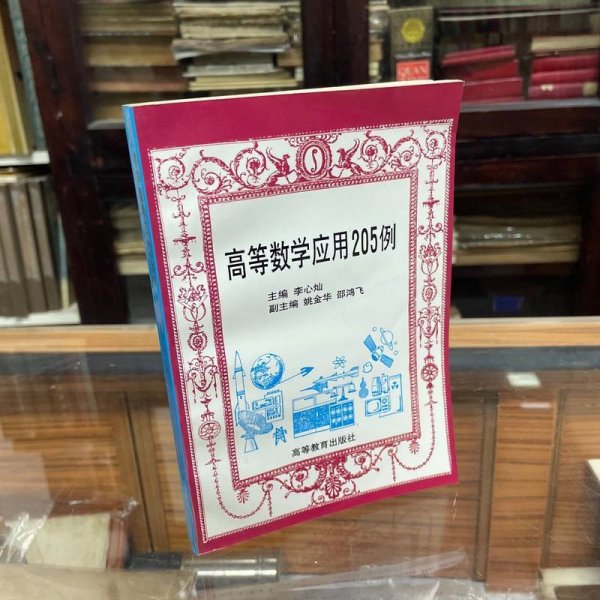 QUAN
高等数学应用205例
主编 李心灿
副主编 姚金华 邵鸿飞
高等教育出版社